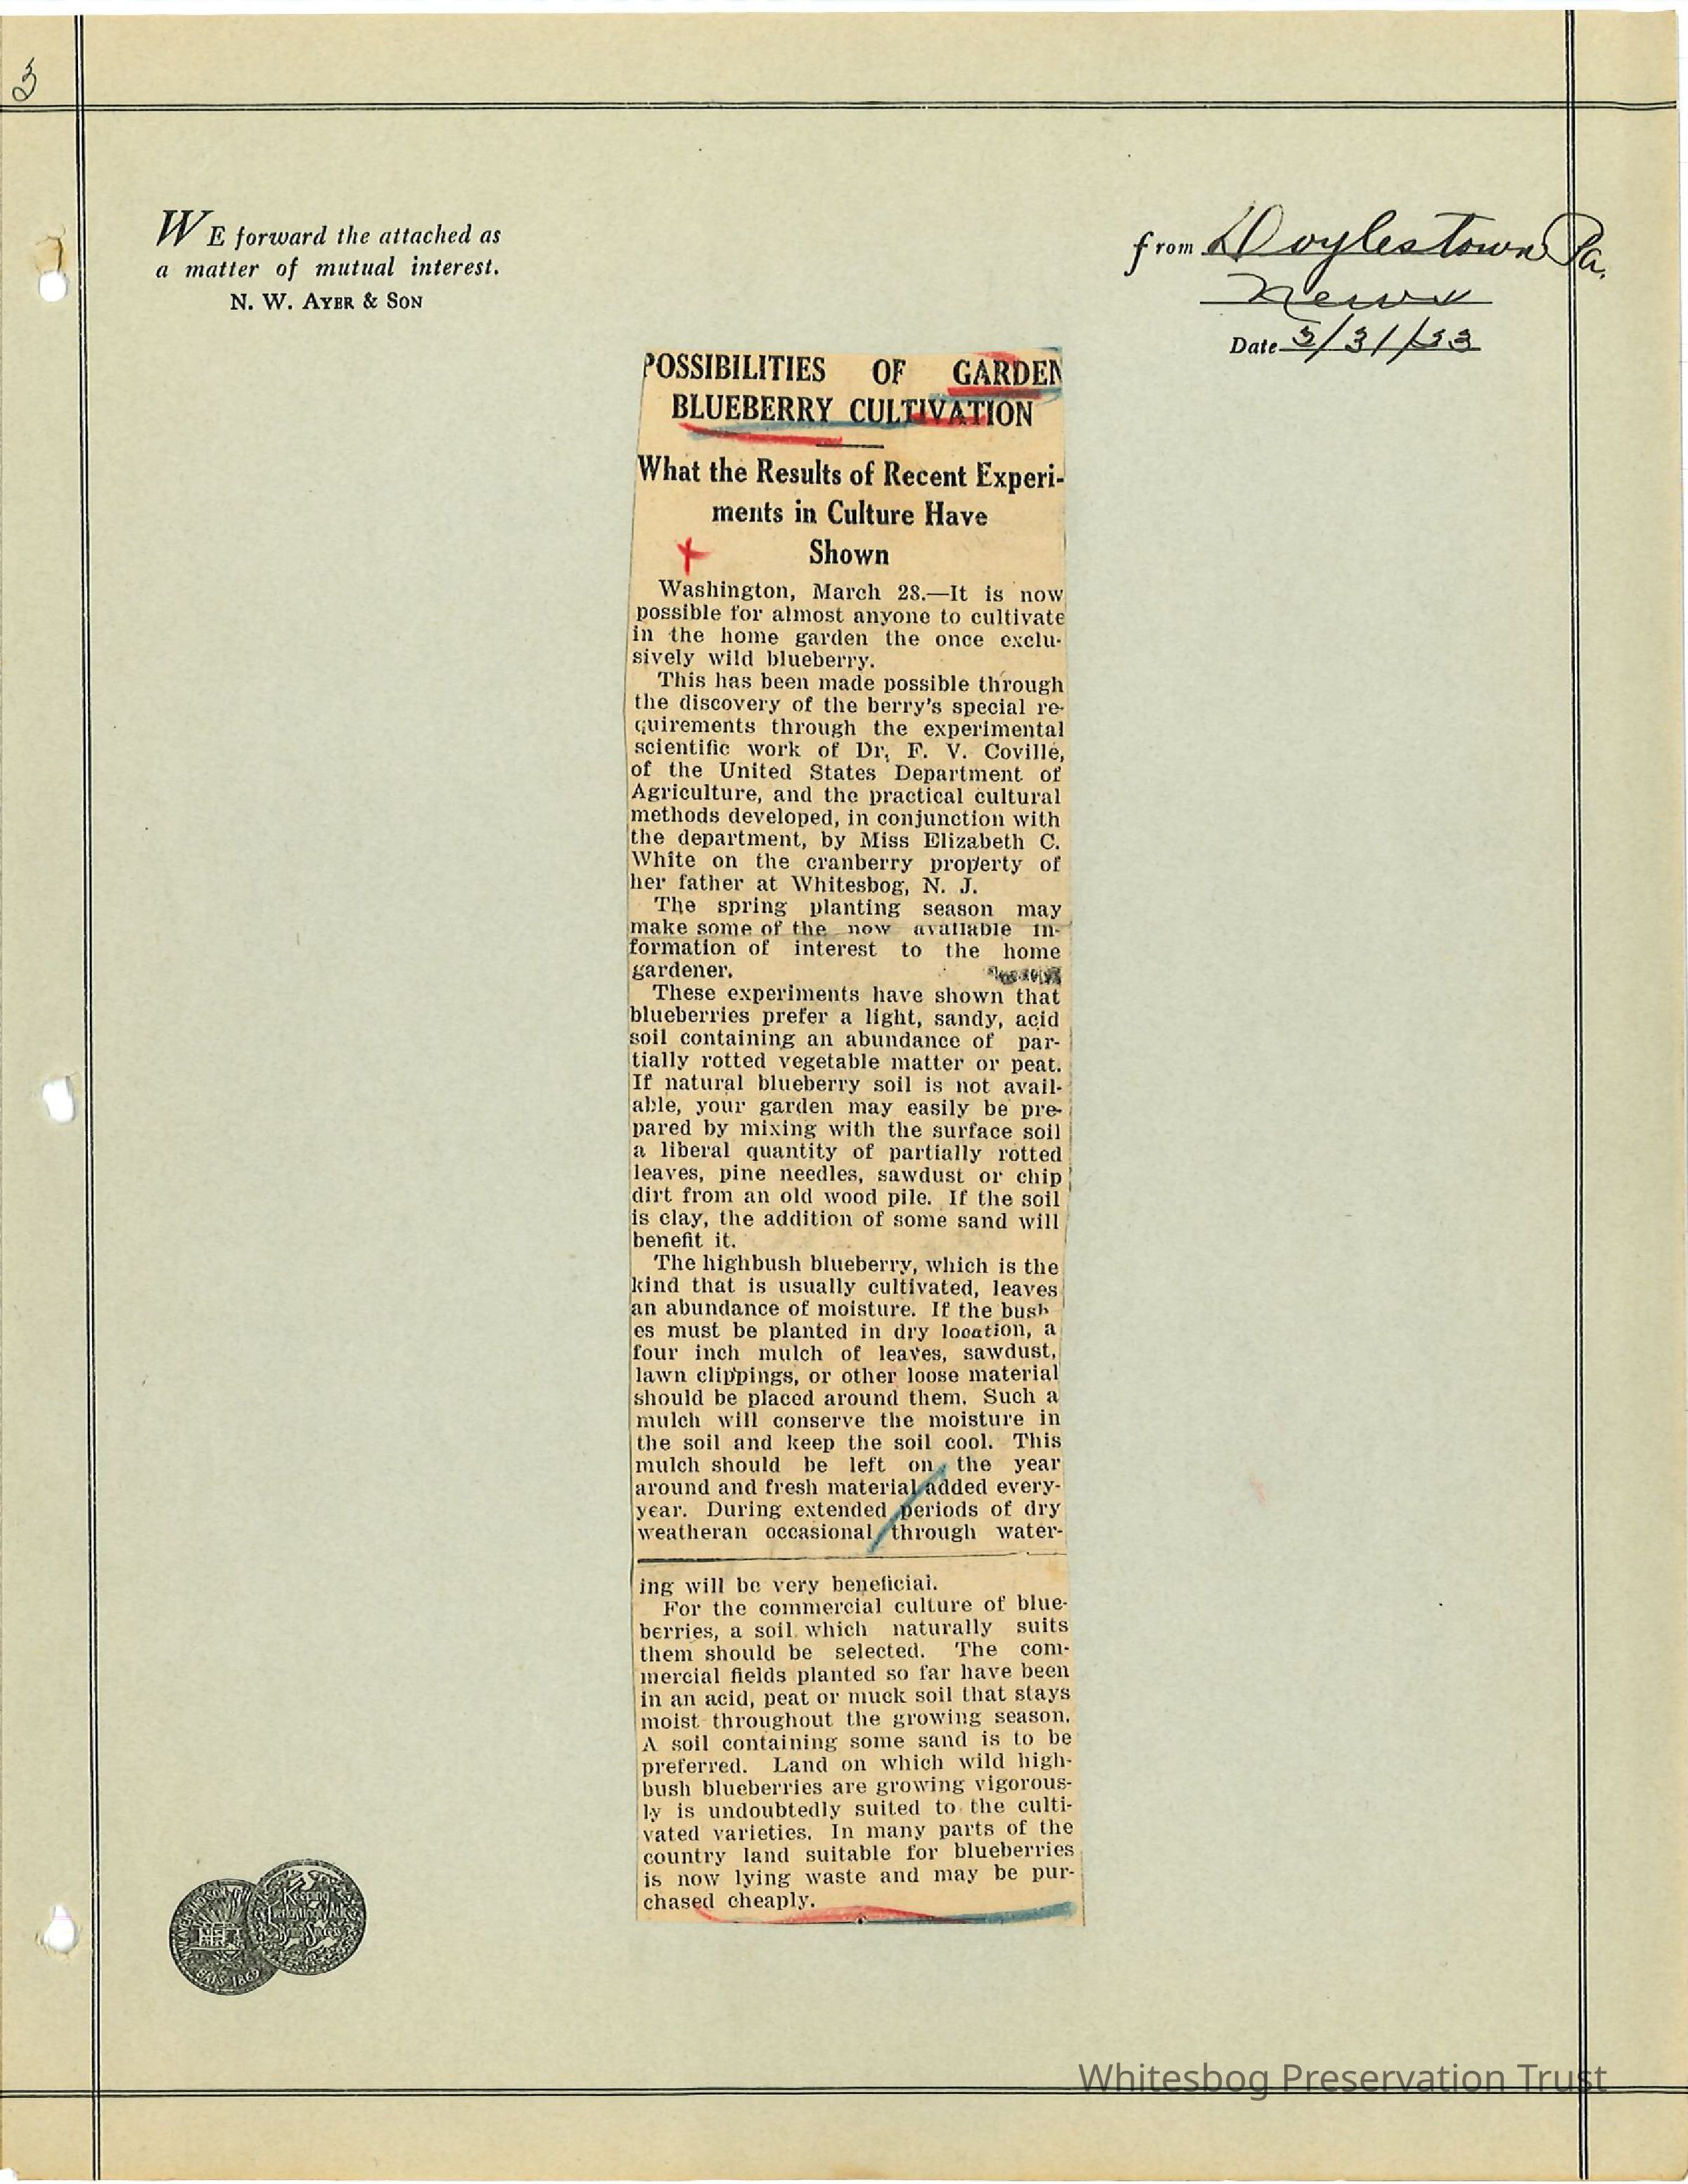 3
WE forward the attached as
a matter of mutual interest.
N. W. AYER & SON
from Doylestown Pa.
News
Date 3/31/33
POSSIBILITIES OF GARDEN
BLUEBERRY CULTIVATION
What the Results of Recent Experi-
ments in Culture Have
Shown
Washington, March 28.—It is now
possible for almost anyone to cultivate
in the home garden the once exclu-
sively wild blueberry.
This has been made possible through
the discovery of the berry's special re-
quirements through the experimental
scientific work of Dr. F. V. Coville,
of the United States Department of
Agriculture, and the practical cultural
methods developed, in conjunction with
the department, by Miss Elizabeth C.
White on the cranberry property of
her father at Whitesbog, N. J.
The spring planting season may
make some of the now available in-
formation of interest to the home
gardener.
These experiments have shown that
blueberries prefer a light, sandy, acid
soil containing an abundance of par-
tially rotted vegetable matter or peat.
If natural blueberry soil is not avail-
able, your garden may easily be pre-
pared by mixing with the surface soil
a liberal quantity of partially rotted
leaves, pine needles, sawdust or chip
dirt from an old wood pile. If the soil
is clay, the addition of some sand will
benefit it.
The highbush blueberry, which is the
kind that is usually cultivated, leaves
an abundance of moisture. If the bush
es must be planted in dry location, a
four inch mulch of leaves, sawdust,
lawn clippings, or other loose material
should be placed around them. Such a
mulch will conserve the moisture in
the soil and keep the soil cool. This
mulch should be left on the year
around and fresh material added every-
year. During extended periods of dry
weatheran occasional through water-
ing will be very beneficial.
For the commercial culture of blue-
berries, a soil which naturally suits
them should be selected. The com-
mercial fields planted so far have been
in an acid, peat or muck soil that stays
moist throughout the growing season.
A soil containing some sand is to be
preferred. Land on which wild high-
bush blueberries are growing vigorous-
ly is undoubtedly suited to the culti-
vated varieties. In many parts of the
country land suitable for blueberries
is now lying waste and may be pur-
chased cheaply.
Keeping
Everlastingly At It
Brings Success
ESTS 1869
Whitesbog Preservation Trust